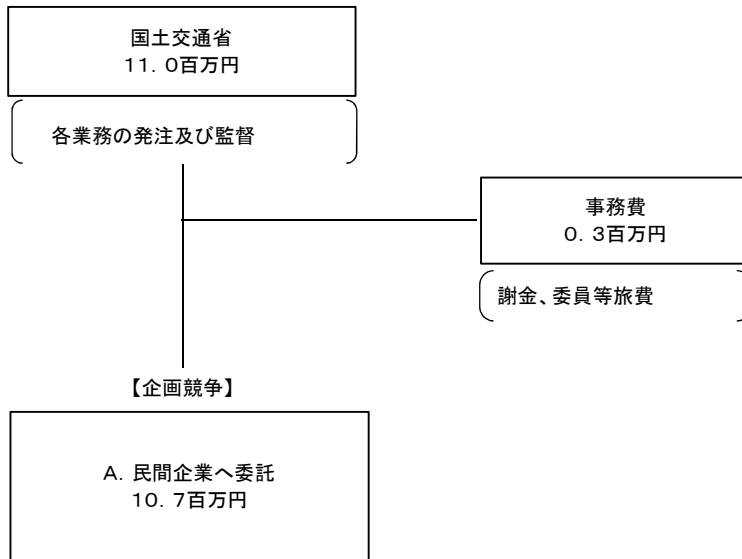 国土交通省
１１．０百万円
各業務の発注及び監督
事務費
０．３百万円
謝金、委員等旅費
【企画競争】
Ａ．民間企業へ委託
１０．７百万円